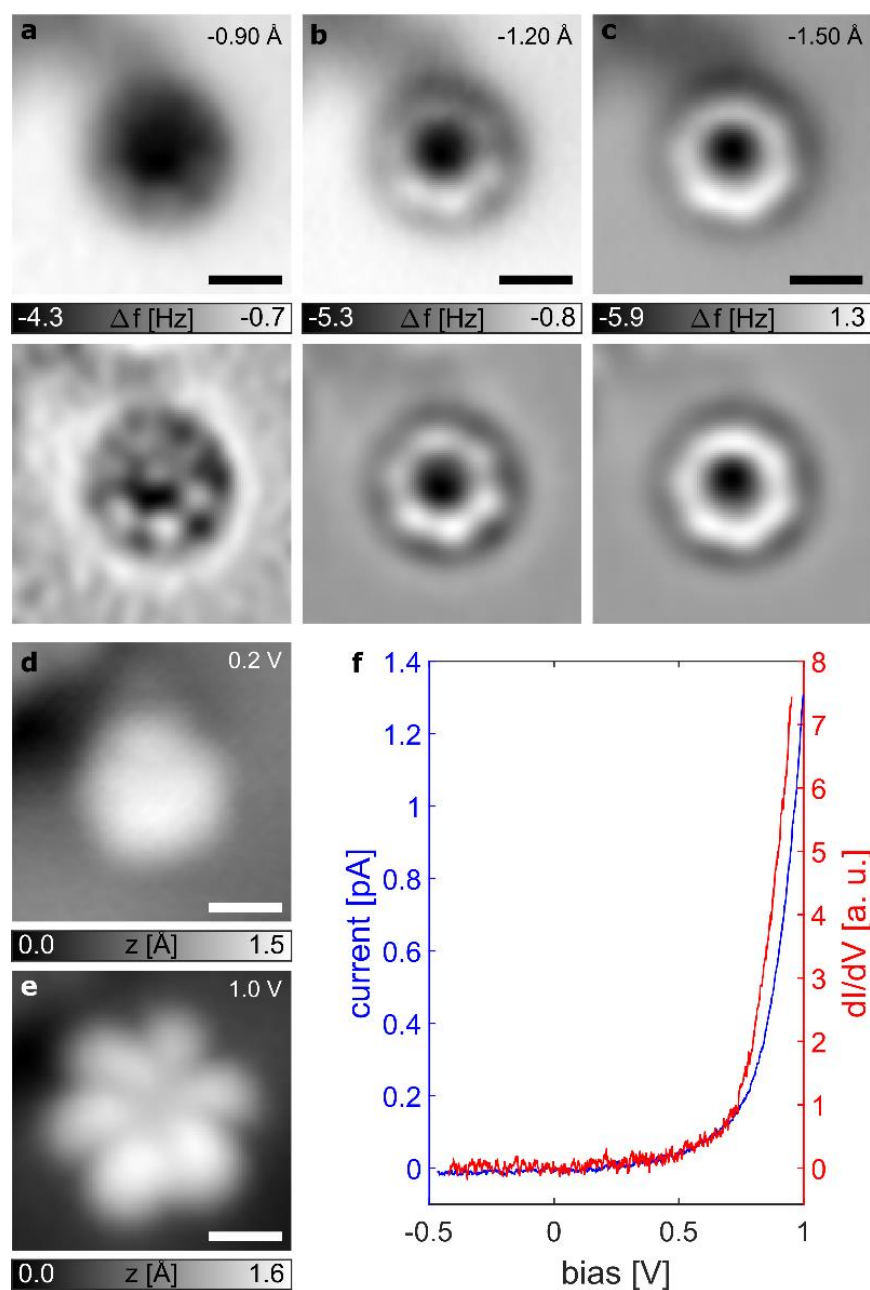 a -0.90 Å b -1.20 Å c -1.50 Å
-4.3 Δf [Hz] -0.7 -5.3 Δf [Hz] -0.8 -5.9 Δf [Hz] 1.3
d 0.2 V
0.0 z [Å] 1.5
e 1.0 V
0.0 z [Å] 1.6
f
1.4
1.2
1
0.8
0.6
0.4
0.2
0
current [pA]
8
7
6
5
4
3
2
1
0
dI/dV [a. u.]
-0.5 0 0.5 1
bias [V]